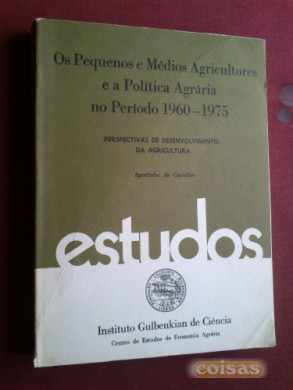 Os Pequenos e Médios Agricultores
e a Política Agrária
no Período 1960-1975
PERSPECTIVAS DE DESENVOLVIMENTO
DA AGRICULTURA
Agostinho de Carvalho
estudos
Instituto Gulbenkian de Ciência
Centro de Estudos de Economia Agrária
coisas